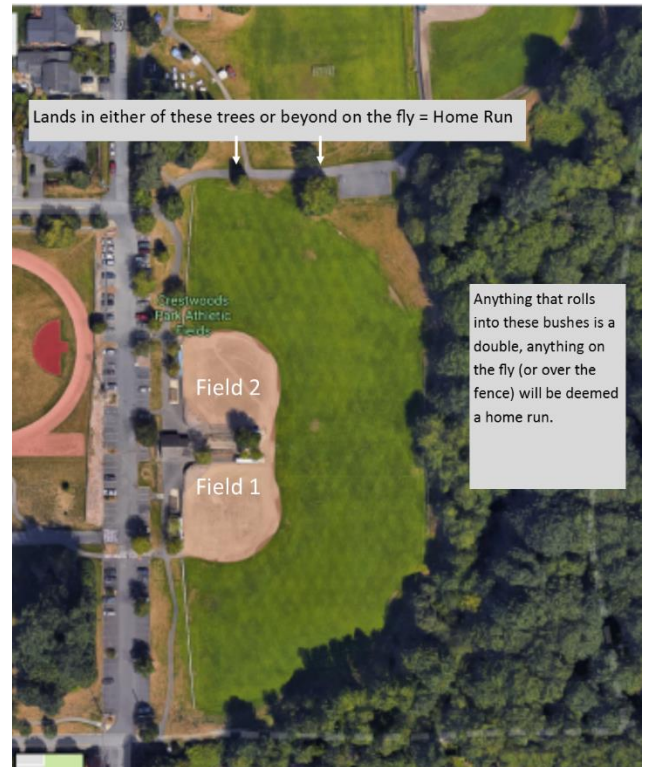 Lands in either of these trees or beyond on the fly = Home Run
Crestwoods
Park Athletic
Fields
Anything that rolls
into these bushes is a
double, anything on
the fly (or over the
fence) will be deemed
a home run.
Field 2
Field 1